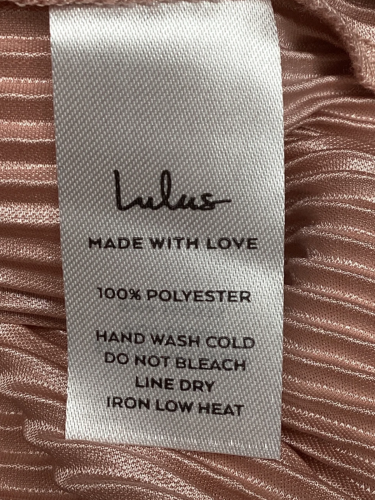 Lulus
MADE WITH LOVE
100% POLYESTER
HAND WASH COLD
DO NOT BLEACH
LINE DRY
IRON LOW HEAT